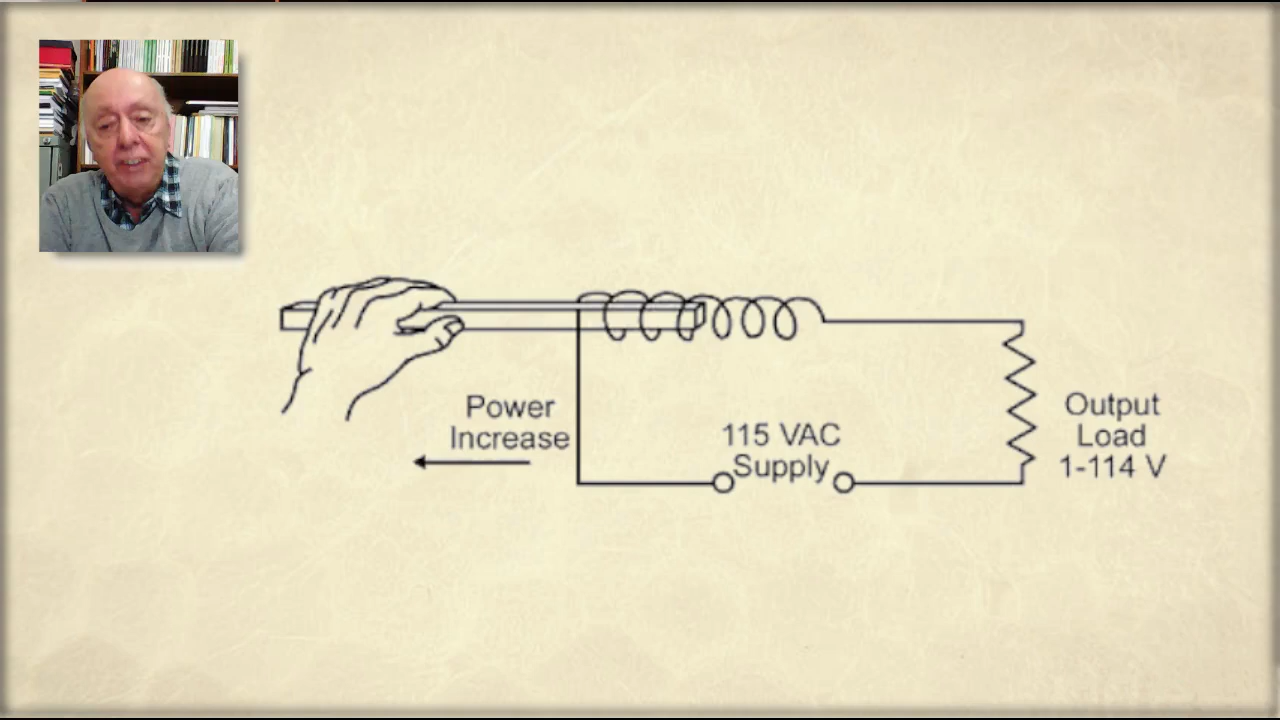 Power
Increase
115 VAC
Supply
Output
Load
1-114 V